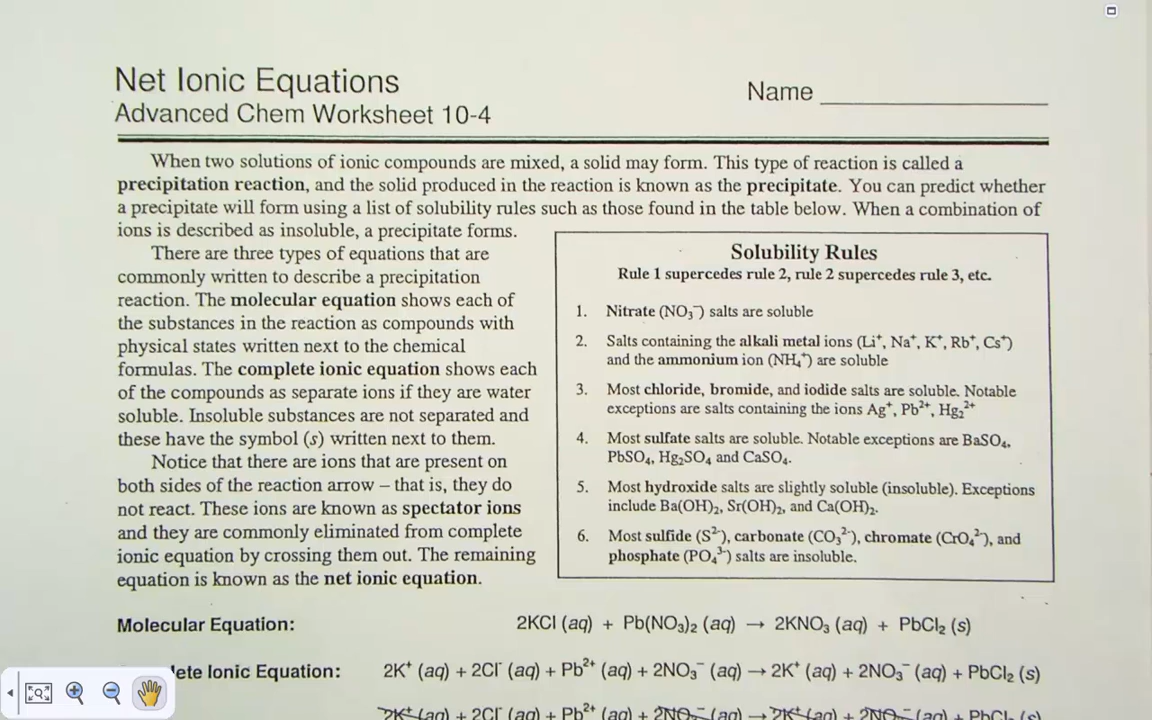 Net Ionic Equations
Advanced Chem Worksheet 10-4
Name
When two solutions of ionic compounds are mixed, a solid may form. This type of reaction is called a
precipitation reaction, and the solid produced in the reaction is known as the precipitate. You can predict whether
a precipitate will form using a list of solubility rules such as those found in the table below. When a combination of
ions is described as insoluble, a precipitate forms.
There are three types of equations that are
commonly written to describe a precipitation
reaction. The molecular equation shows each of
the substances in the reaction as compounds with
physical states written next to the chemical
formulas. The complete ionic equation shows each
of the compounds as separate ions if they are water
soluble. Insoluble substances are not separated and
these have the symbol (s) written next to them.
Notice that there are ions that are present on
both sides of the reaction arrow – that is, they do
not react. These ions are known as spectator ions
and they are commonly eliminated from complete
ionic equation by crossing them out. The remaining
equation is known as the net ionic equation.
Solubility Rules
Rule 1 supercedes rule 2, rule 2 supercedes rule 3, etc.
1. Nitrate (NO₃⁻) salts are soluble
2. Salts containing the alkali metal ions (Li⁺, Na⁺, K⁺, Rb⁺, Cs⁺)
and the ammonium ion (NH₄⁺) are soluble
3. Most chloride, bromide, and iodide salts are soluble. Notable
exceptions are salts containing the ions Ag⁺, Pb²⁺, Hg₂²⁺
4. Most sulfate salts are soluble. Notable exceptions are BaSO₄,
PbSO₄, Hg₂SO₄ and CaSO₄.
5. Most hydroxide salts are slightly soluble (insoluble). Exceptions
include Ba(OH)₂, Sr(OH)₂, and Ca(OH)₂.
6. Most sulfide (S²⁻), carbonate (CO₃²⁻), chromate (CrO₄²⁻), and
phosphate (PO₄³⁻) salts are insoluble.
Molecular Equation: 2KCl (aq) + Pb(NO₃)₂ (aq) → 2KNO₃ (aq) + PbCl₂ (s)
lete Ionic Equation: 2K⁺ (aq) + 2Cl⁻ (aq) + Pb²⁺ (aq) + 2NO₃⁻ (aq) → 2K⁺ (aq) + 2NO₃⁻ (aq) + PbCl₂ (s)
2K⁺ (aq) + 2Cl⁻ (aq) + Pb²⁺ (aq) + 2NO₃⁻ (aq) → 2K⁺ (aq) + 2NO₃⁻ (aq) + PbCl₂ (s)